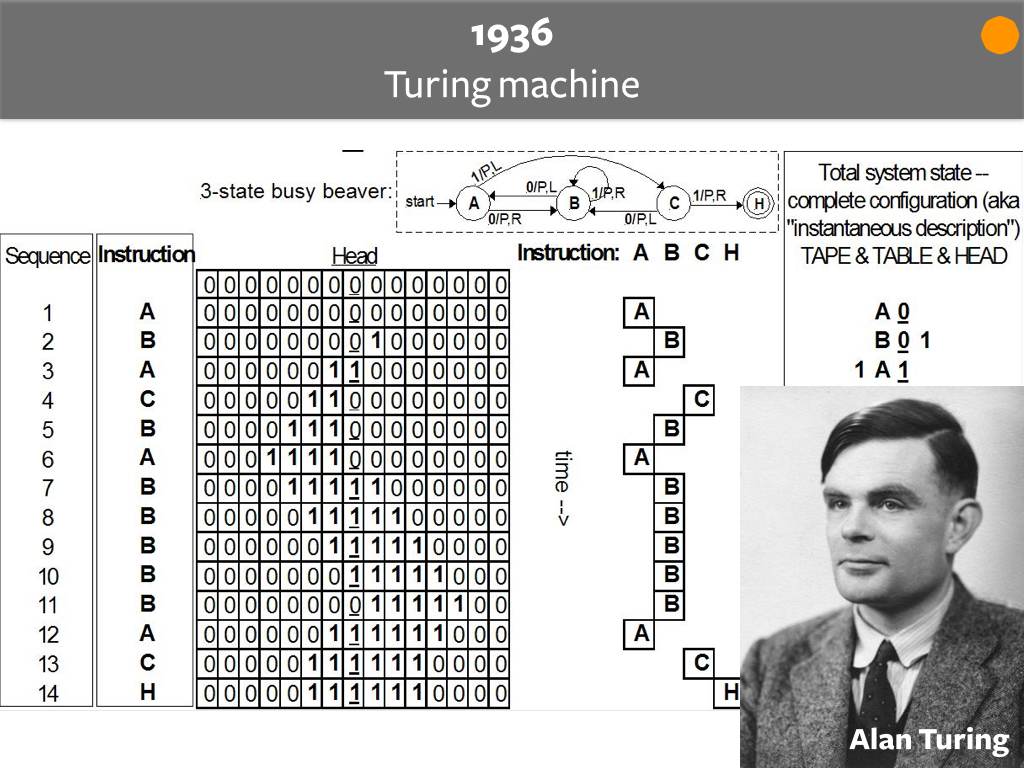 1936
Turing machine
3-state busy beaver:
start A B C H
1/P,L
0/P,L
1/P,R
1/P,R
0/P,R
0/P,L
Total system state --
complete configuration (aka
"instantaneous description")
TAPE & TABLE & HEAD
Sequence Instruction Head Instruction: A B C H
0 0 0 0 0 0 0 0 0 0 0 0 0 0 0
1 A 0 0 0 0 0 0 0 0 0 0 0 0 0 0 0 A A 0
2 B 0 0 0 0 0 0 0 0 1 0 0 0 0 0 0 B B 0 1
3 A 0 0 0 0 0 0 1 1 0 0 0 0 0 0 0 A 1 A 1
4 C 0 0 0 0 0 1 1 0 0 0 0 0 0 0 0 C
5 B 0 0 0 0 1 1 1 0 0 0 0 0 0 0 0 B
6 A 0 0 0 1 1 1 1 0 0 0 0 0 0 0 0 A
7 B 0 0 0 0 1 1 1 1 1 0 0 0 0 0 0 B
8 B 0 0 0 0 0 1 1 1 1 1 0 0 0 0 0 B
9 B 0 0 0 0 0 0 1 1 1 1 1 0 0 0 0 B
10 B 0 0 0 0 0 0 0 1 1 1 1 1 0 0 0 B
11 B 0 0 0 0 0 0 0 0 1 1 1 1 1 0 0 B
12 A 0 0 0 0 0 0 1 1 1 1 1 1 0 0 0 A
13 C 0 0 0 0 0 1 1 1 1 1 1 0 0 0 0 C
14 H 0 0 0 0 0 1 1 1 1 1 1 0 0 0 0 H
time -->
Alan Turing